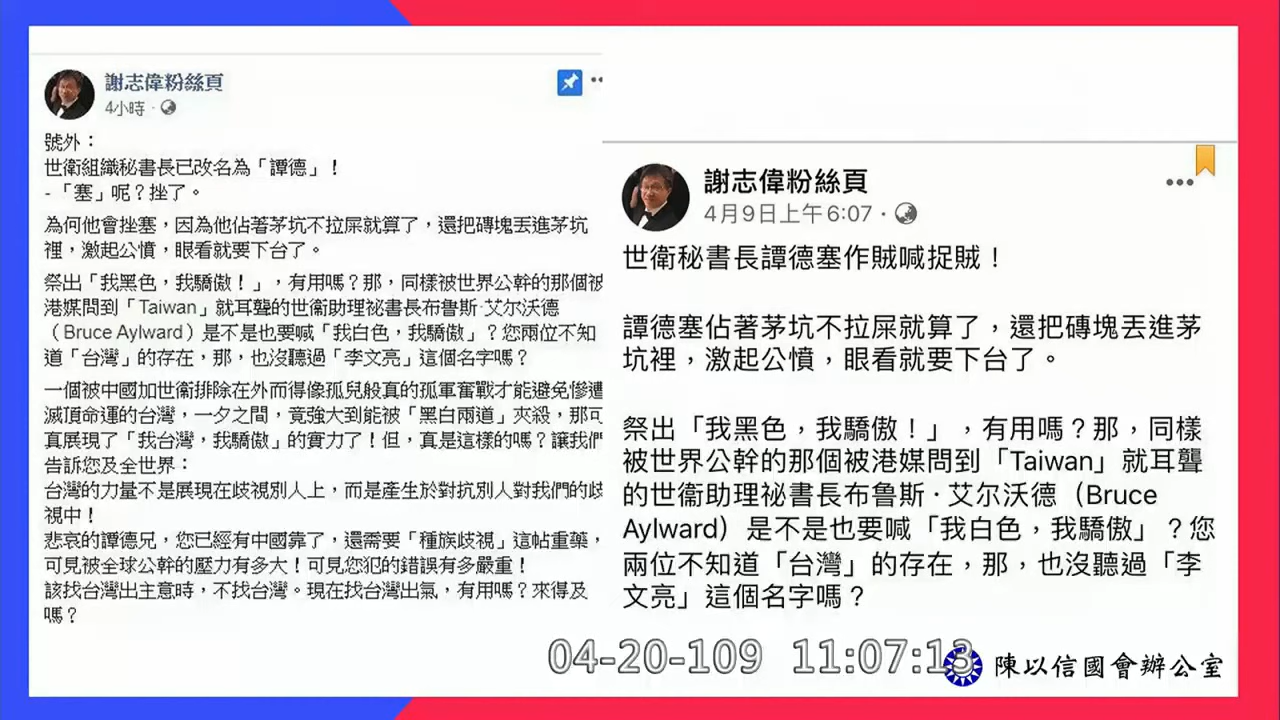 謝志偉粉絲頁
4小時
號外：
世衛組織秘書長已改名為「譚德」！
-「塞」呢？挫了。
為何他會挫塞，因為他佔著茅坑不拉屎就算了，還把磚塊丟進茅坑
裡，激起公憤，眼看就要下台了。
祭出「我黑色，我驕傲！」，有用嗎？那，同樣被世界公幹的那個被
港媒問到「Taiwan」就耳聾的世衞助理祕書長布魯斯·艾尔沃德
（Bruce Aylward）是不是也要喊「我白色，我驕傲」？您兩位不知
道「台灣」的存在，那，也沒聽過「李文亮」這個名字嗎？
一個被中國加世衞排除在外而得像孤兒般真的孤軍奮戰才能避免慘遭
滅頂命運的台灣，一夕之間，竟強大到能被「黑白兩道」夾殺，那可
真展現了「我台灣，我驕傲」的實力了！但，真是這樣的嗎？讓我們
告訴您及全世界：
台灣的力量不是展現在歧視別人上，而是產生於對抗別人對我們的歧
視中！
悲哀的譚德兄，您已經有中國靠了，還需要「種族歧視」這帖重藥，
可見被全球公幹的壓力有多大！可見您犯的錯誤有多嚴重！
該找台灣出主意時，不找台灣。現在找台灣出氣，有用嗎？來得及
嗎？
謝志偉粉絲頁
4月9日上午6:07
世衛秘書長譚德塞作賊喊捉賊！
譚德塞佔著茅坑不拉屎就算了，還把磚塊丟進茅
坑裡，激起公憤，眼看就要下台了。
祭出「我黑色，我驕傲！」，有用嗎？那，同樣
被世界公幹的那個被港媒問到「Taiwan」就耳聾
的世衞助理祕書長布魯斯·艾尔沃德（Bruce
Aylward）是不是也要喊「我白色，我驕傲」？您
兩位不知道「台灣」的存在，那，也沒聽過「李
文亮」這個名字嗎？
04-20-109 11:07:13
陳以信國會辦公室